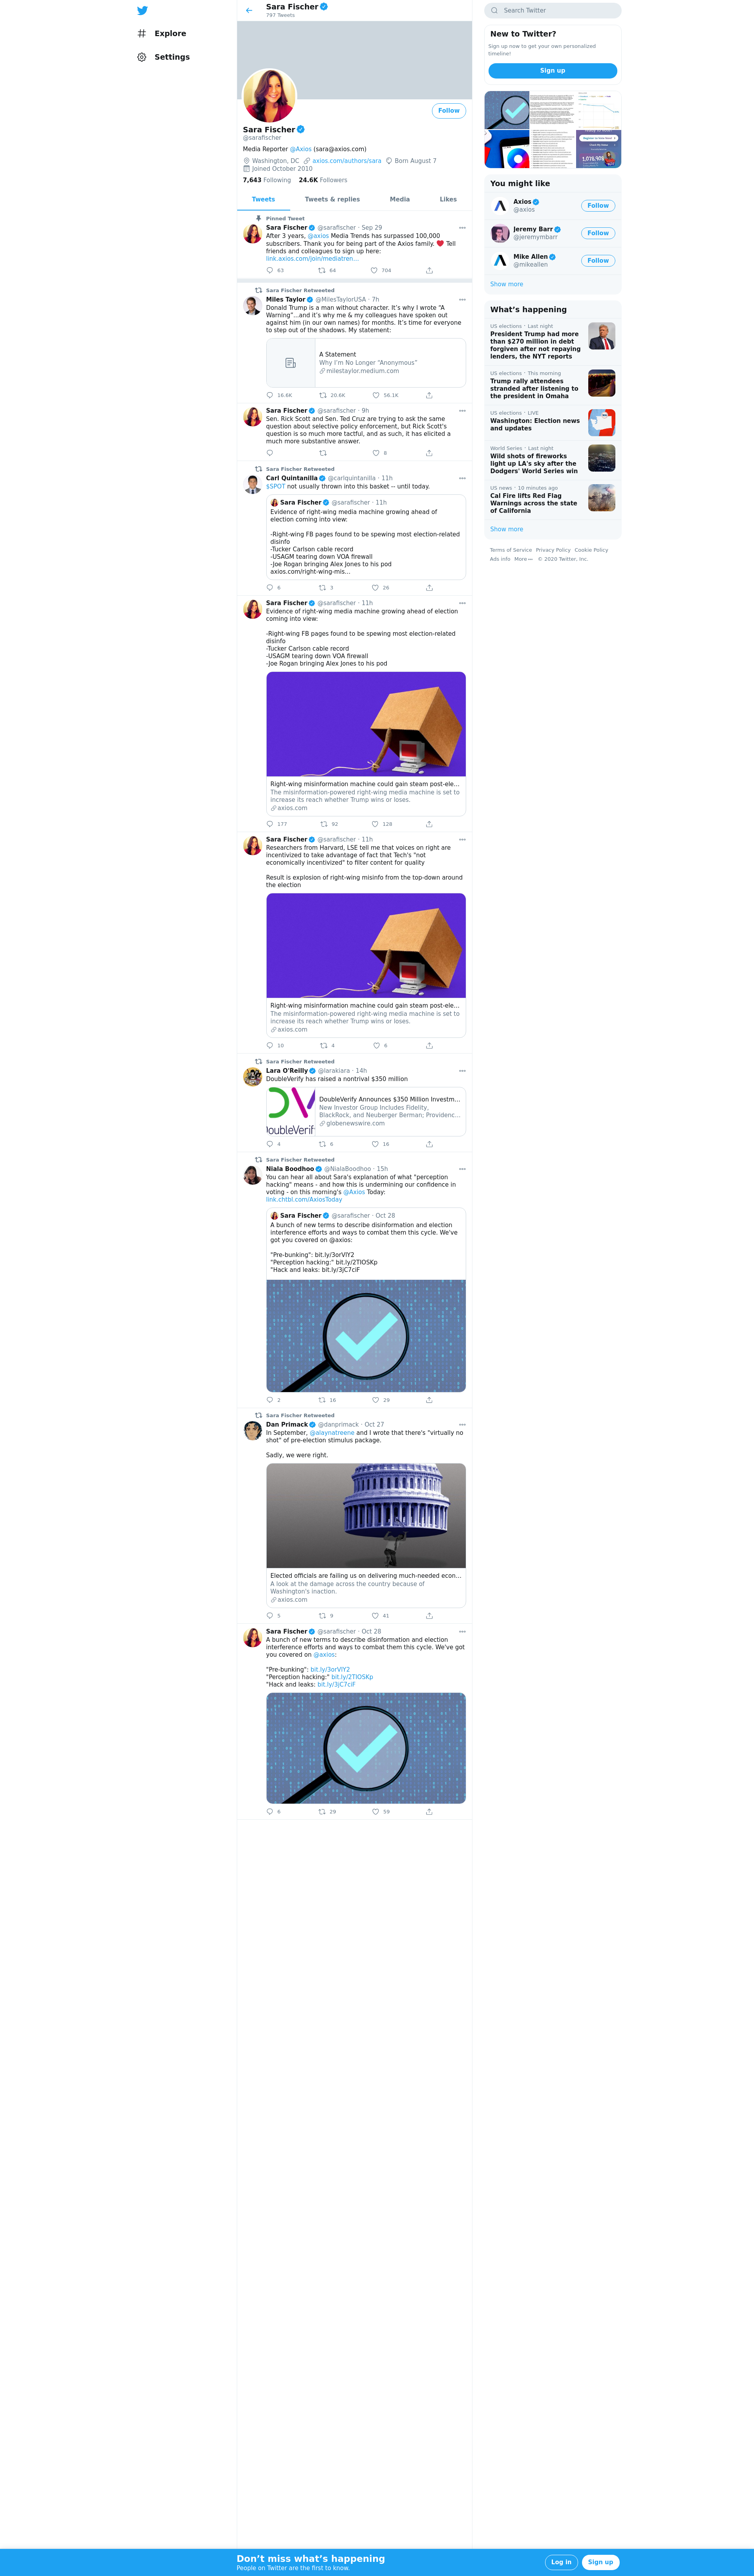 Explore
Settings
Sara Fischer
797 Tweets
Follow
Sara Fischer
@sarafischer
Media Reporter @Axios (sara@axios.com)
Washington, DC axios.com/authors/sara Born August 7
Joined October 2010
7,643 Following 24.6K Followers
Tweets Tweets & replies Media Likes
Pinned Tweet
Sara Fischer @sarafischer · Sep 29
After 3 years, @axios Media Trends has surpassed 100,000
subscribers. Thank you for being part of the Axios family. ❤️ Tell
friends and colleagues to sign up here:
link.axios.com/join/mediatren…
63 64 704
Sara Fischer Retweeted
Miles Taylor @MilesTaylorUSA · 7h
Donald Trump is a man without character. It’s why I wrote “A
Warning”…and it’s why me & my colleagues have spoken out
against him (in our own names) for months. It’s time for everyone
to step out of the shadows. My statement:
A Statement
Why I’m No Longer “Anonymous”
milestaylor.medium.com
16.6K 20.6K 56.1K
Sara Fischer @sarafischer · 9h
Sen. Rick Scott and Sen. Ted Cruz are trying to ask the same
question about selective policy enforcement, but Rick Scott's
question is so much more tactful, and as such, it has elicited a
much more substantive answer.
8
Sara Fischer Retweeted
Carl Quintanilla @carlquintanilla · 11h
$SPOT not usually thrown into this basket -- until today.
Sara Fischer @sarafischer · 11h
Evidence of right-wing media machine growing ahead of
election coming into view:
-Right-wing FB pages found to be spewing most election-related
disinfo
-Tucker Carlson cable record
-USAGM tearing down VOA firewall
-Joe Rogan bringing Alex Jones to his pod
axios.com/right-wing-mis…
6 3 26
Sara Fischer @sarafischer · 11h
Evidence of right-wing media machine growing ahead of election
coming into view:
-Right-wing FB pages found to be spewing most election-related
disinfo
-Tucker Carlson cable record
-USAGM tearing down VOA firewall
-Joe Rogan bringing Alex Jones to his pod
Right-wing misinformation machine could gain steam post-ele…
The misinformation-powered right-wing media machine is set to
increase its reach whether Trump wins or loses.
axios.com
177 92 128
Sara Fischer @sarafischer · 11h
Researchers from Harvard, LSE tell me that voices on right are
incentivized to take advantage of fact that Tech's "not
economically incentivized" to filter content for quality
Result is explosion of right-wing misinfo from the top-down around
the election
Right-wing misinformation machine could gain steam post-ele…
The misinformation-powered right-wing media machine is set to
increase its reach whether Trump wins or loses.
axios.com
10 4 6
Sara Fischer Retweeted
Lara O'Reilly @larakiara · 14h
DoubleVerify has raised a nontrival $350 million
DV
DoubleVerify
DoubleVerify Announces $350 Million Investm…
New Investor Group Includes Fidelity,
BlackRock, and Neuberger Berman; Providenc…
globenewswire.com
4 6 16
Sara Fischer Retweeted
Niala Boodhoo @NialaBoodhoo · 15h
You can hear all about Sara's explanation of what "perception
hacking" means - and how this is undermining our confidence in
voting - on this morning's @Axios Today:
link.chtbl.com/AxiosToday
Sara Fischer @sarafischer · Oct 28
A bunch of new terms to describe disinformation and election
interference efforts and ways to combat them this cycle. We've
got you covered on @axios:
"Pre-bunking": bit.ly/3orVlY2
"Perception hacking:" bit.ly/2TIOSKp
"Hack and leaks: bit.ly/3jC7ciF
2 16 29
Sara Fischer Retweeted
Dan Primack @danprimack · Oct 27
In September, @alaynatreene and I wrote that there's "virtually no
shot" of pre-election stimulus package.
Sadly, we were right.
Elected officials are failing us on delivering much-needed econ…
A look at the damage across the country because of
Washington's inaction.
axios.com
5 9 41
Sara Fischer @sarafischer · Oct 28
A bunch of new terms to describe disinformation and election
interference efforts and ways to combat them this cycle. We've got
you covered on @axios:
"Pre-bunking": bit.ly/3orVlY2
"Perception hacking:" bit.ly/2TIOSKp
"Hack and leaks: bit.ly/3jC7ciF
6 29 59
Search Twitter
New to Twitter?
Sign up now to get your own personalized
timeline!
Sign up
You might like
Axios
@axios
Follow
Jeremy Barr
@jeremymbarr
Follow
Mike Allen
@mikeallen
Follow
Show more
What’s happening
US elections · Last night
President Trump had more
than $270 million in debt
forgiven after not repaying
lenders, the NYT reports
US elections · This morning
Trump rally attendees
stranded after listening to
the president in Omaha
US elections · LIVE
Washington: Election news
and updates
World Series · Last night
Wild shots of fireworks
light up LA's sky after the
Dodgers' World Series win
US news · 10 minutes ago
Cal Fire lifts Red Flag
Warnings across the state
of California
Show more
Terms of Service Privacy Policy Cookie Policy
Ads info More © 2020 Twitter, Inc.
Don’t miss what’s happening
People on Twitter are the first to know.
Log in
Sign up